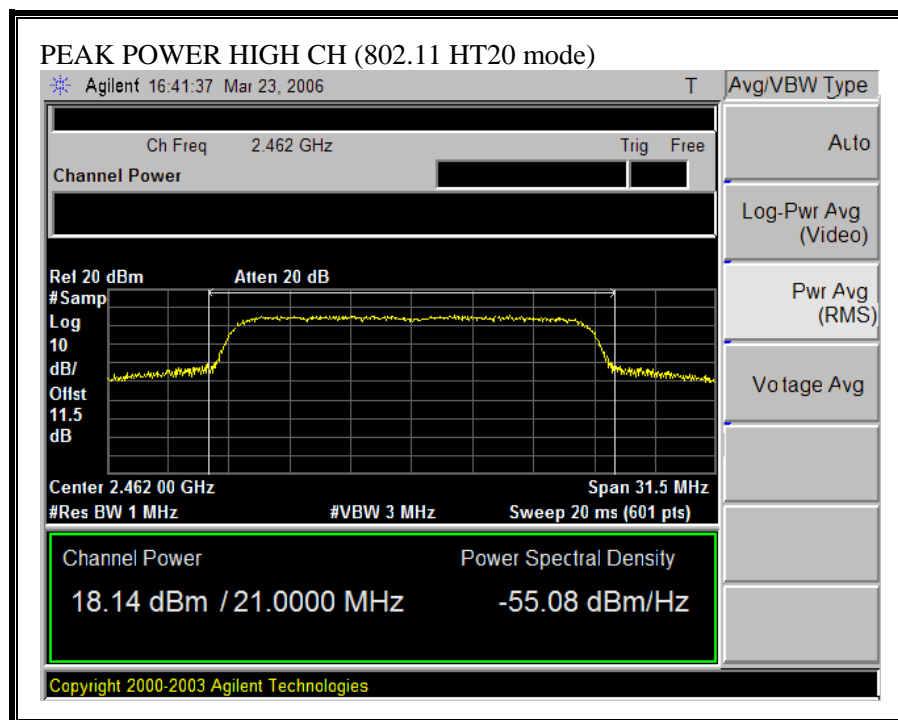 PEAK POWER HIGH CH (802.11 HT20 mode)
Agilent 16:41:37 Mar 23, 2006 T
Avg/VBW Type
Ch Freq 2.462 GHz Trig Free
Channel Power
Auto
Log-Pwr Avg
(Video)
Pwr Avg
(RMS)
Voltage Avg
Ref 20 dBm Atten 20 dB
#Samp
Log
10
dB/
Offst
11.5
dB
Center 2.462 00 GHz Span 31.5 MHz
#Res BW 1 MHz #VBW 3 MHz Sweep 20 ms (601 pts)
Channel Power Power Spectral Density
18.14 dBm / 21.0000 MHz -55.08 dBm/Hz
Copyright 2000-2003 Agilent Technologies